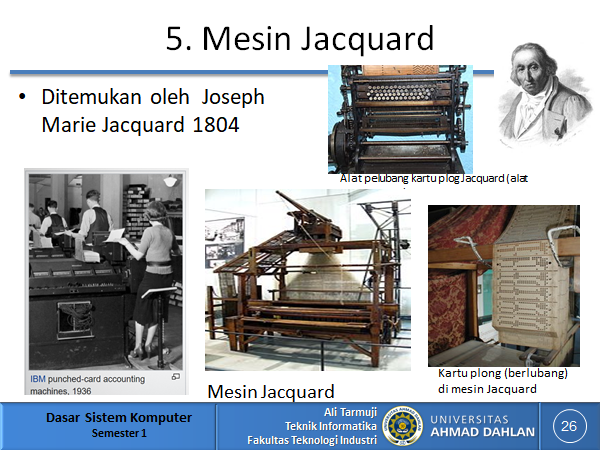 5. Mesin Jacquard
• Ditemukan oleh Joseph
Marie Jacquard 1804
Alat pelubang kartu plog Jacquard (alat
IBM punched-card accounting
machines, 1936
Mesin Jacquard
Kartu plong (berlubang)
di mesin Jacquard
Dasar Sistem Komputer
Semester 1
Ali Tarmuji
Teknik Informatika
Fakultas Teknologi Industri
UNIVERSITAS
AHMAD DAHLAN
26